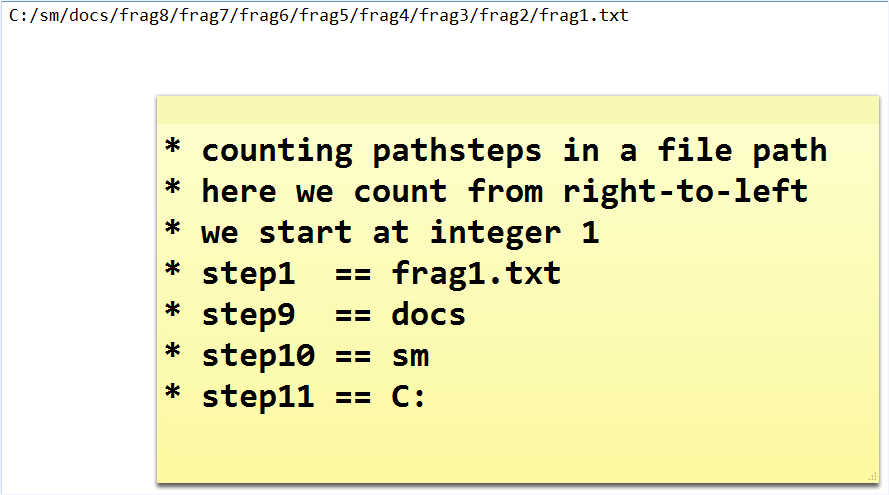 C:/sm/docs/frag8/frag7/frag6/frag5/frag4/frag3/frag2/frag1.txt
* counting pathsteps in a file path
* here we count from right-to-left
* we start at integer 1
* step1  == frag1.txt
* step9  == docs
* step10 == sm
* step11 == C: